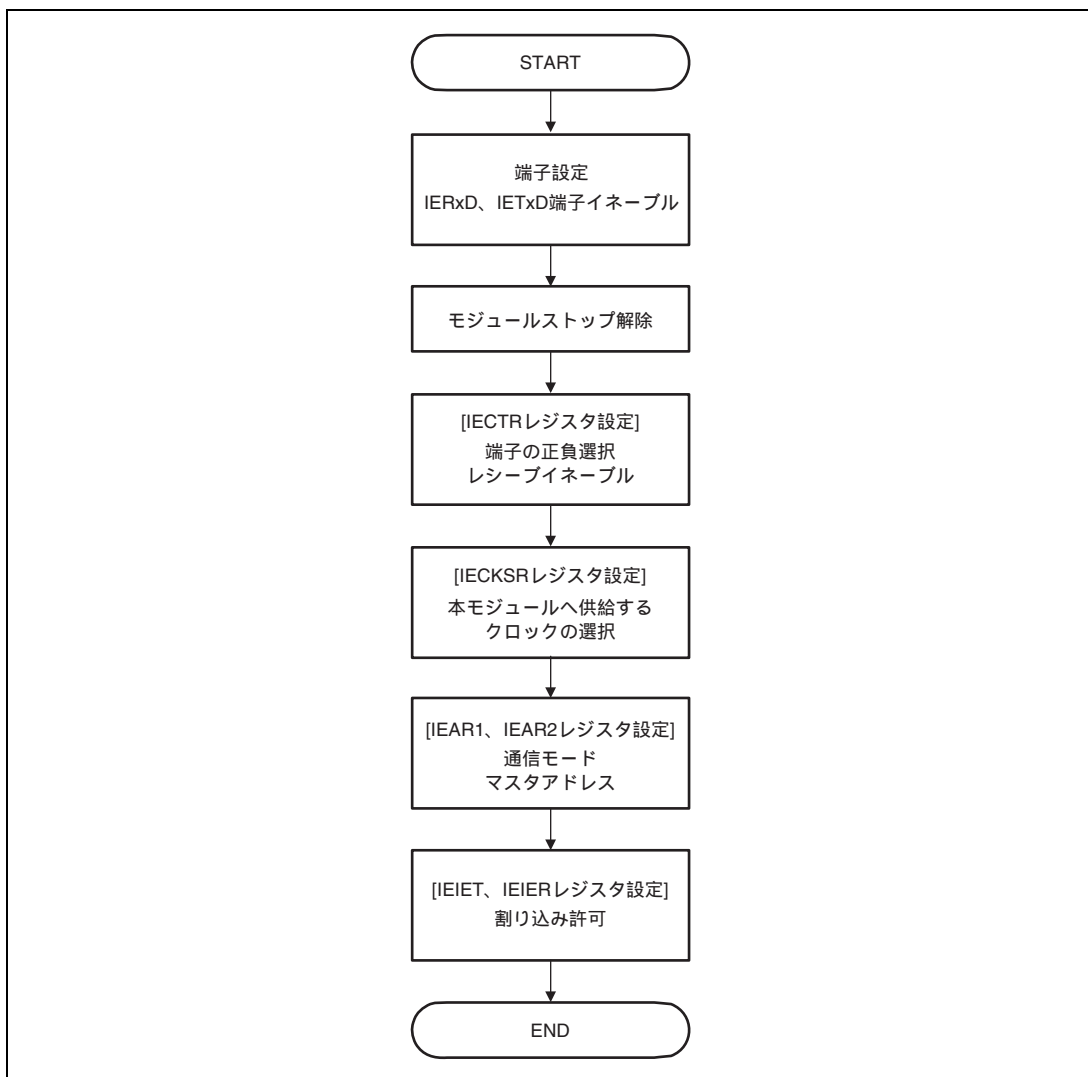 START
端子設定
IERxD、IETxD端子イネーブル
モジュールストップ解除
[IECTRレジスタ設定]
端子の正負選択
レシーブイネーブル
[IECKSRレジスタ設定]
本モジュールへ供給する
クロックの選択
[IEAR1、IEAR2レジスタ設定]
通信モード
マスタアドレス
[IEIET、IEIERレジスタ設定]
割り込み許可
END